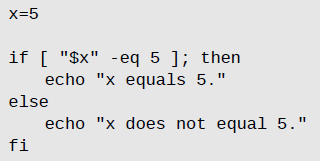 x=5

if [ "$x" -eq 5 ]; then
    echo "x equals 5."
else
    echo "x does not equal 5."
fi